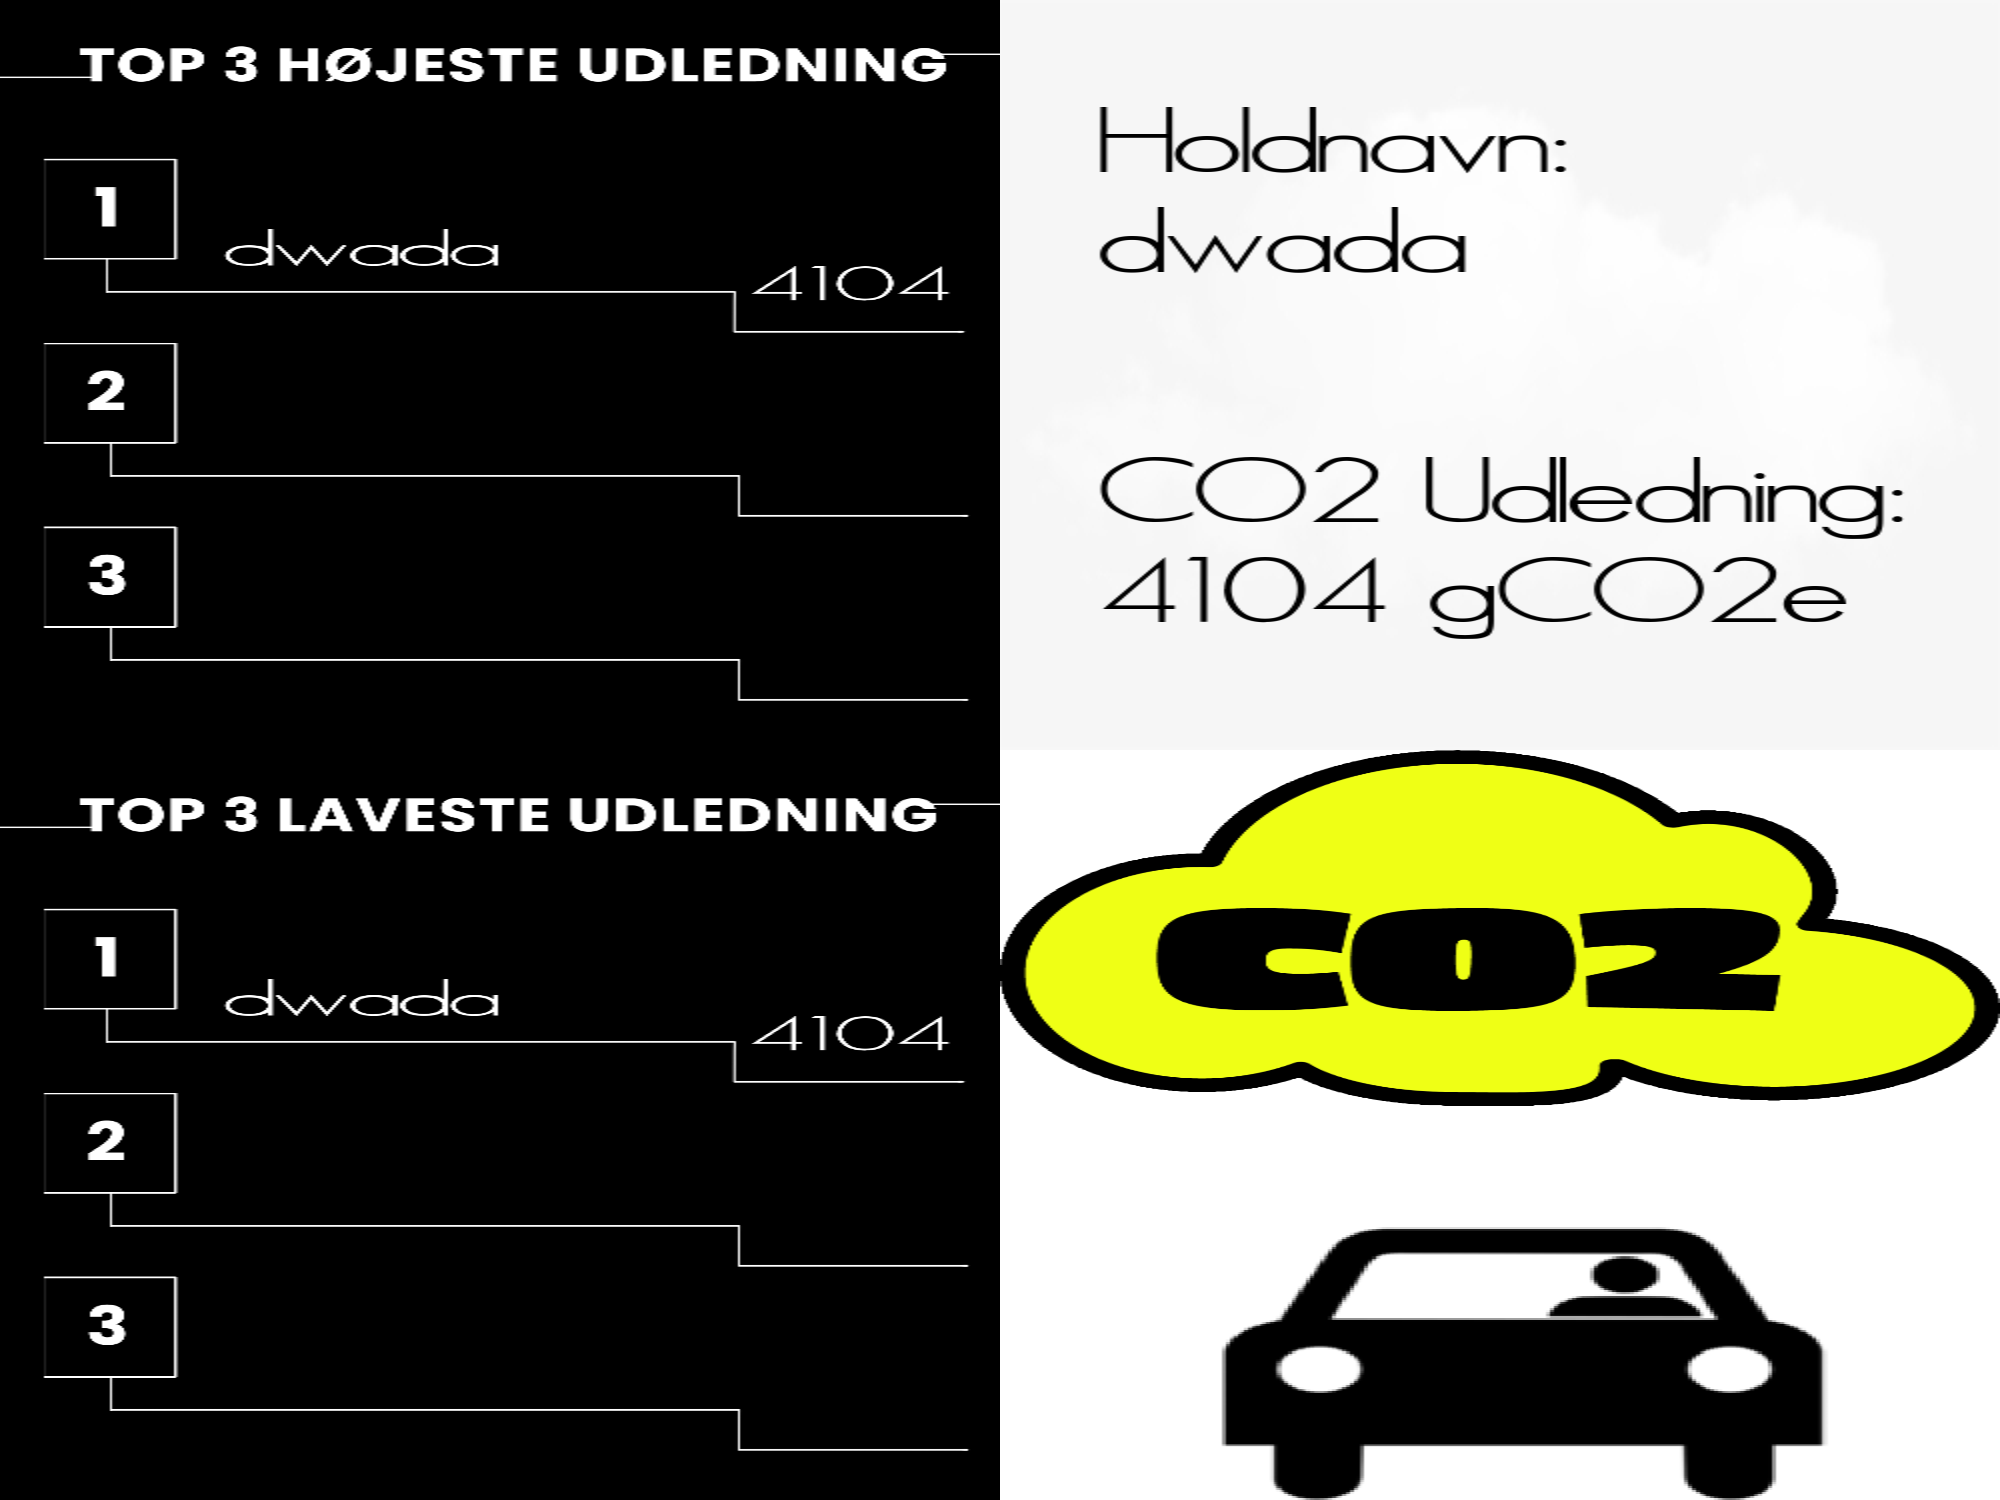 TOP 3 HØJESTE UDLEDNING
1
dwada
4104
2
3
TOP 3 LAVESTE UDLEDNING
1
dwada
4104
2
3
Holdnavn:
dwada
CO2 Udledning:
4104 gCO2e
CO2